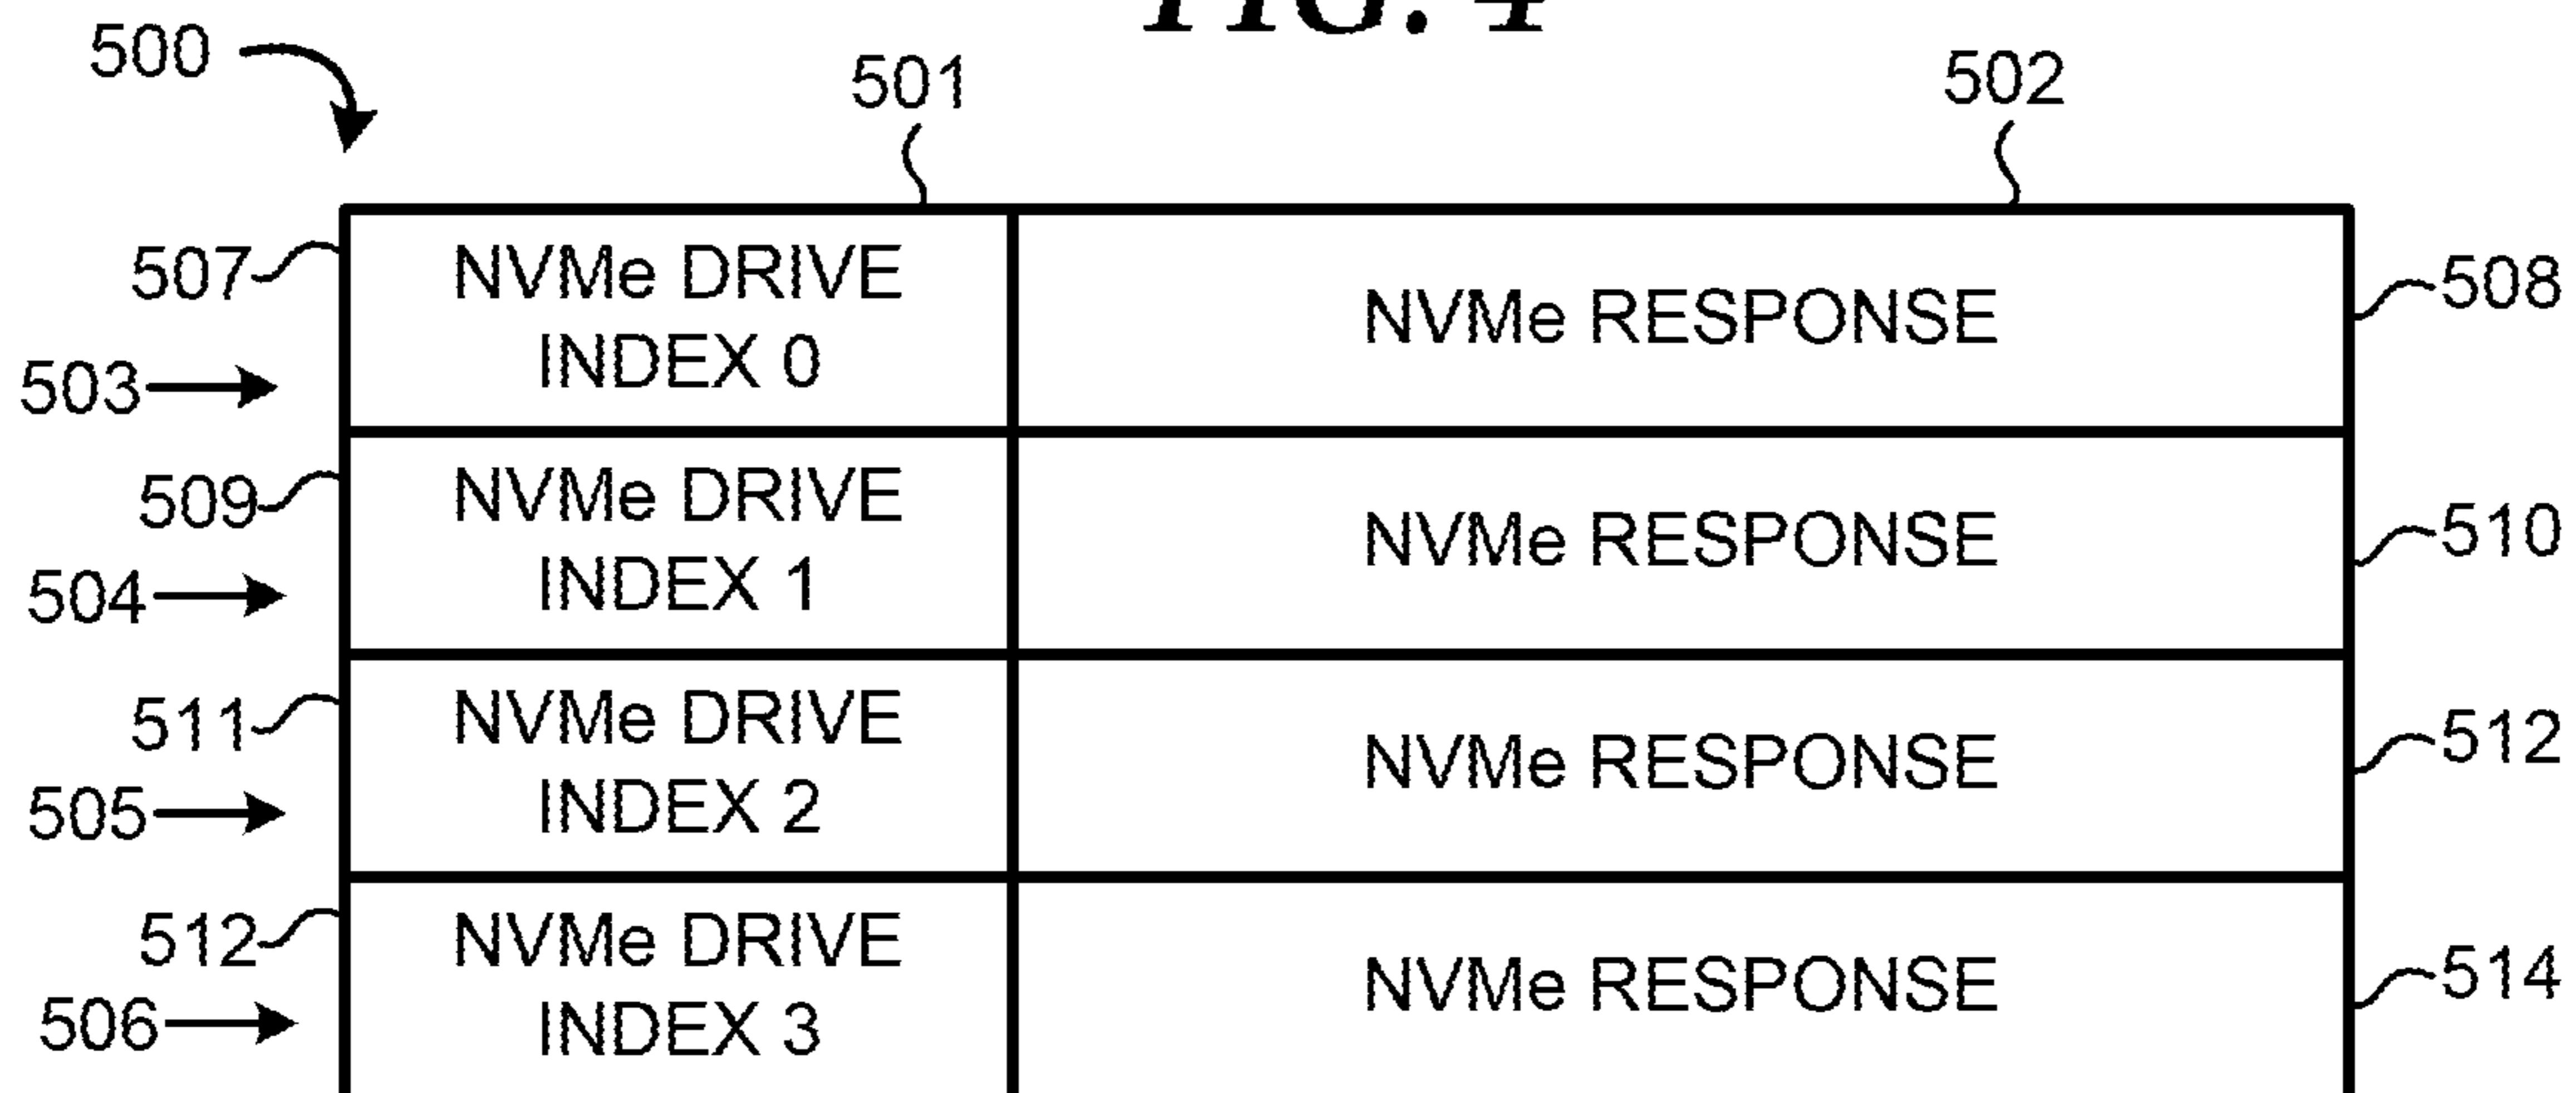 FIG. 4
500
501
502
507
NVMe DRIVE
INDEX 0
NVMe RESPONSE
508
503
509
NVMe DRIVE
INDEX 1
NVMe RESPONSE
510
504
511
NVMe DRIVE
INDEX 2
NVMe RESPONSE
512
505
512
NVMe DRIVE
INDEX 3
NVMe RESPONSE
514
506